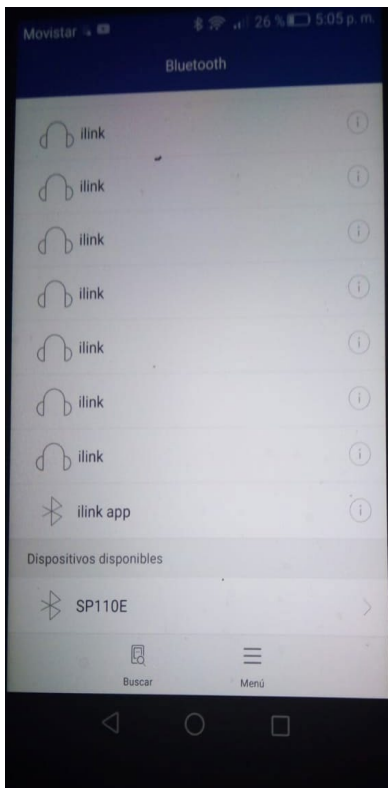 Movistar 26 % 5:05 p. m.
Bluetooth
ilink
ilink
ilink
ilink
ilink
ilink
ilink
ilink app
Dispositivos disponibles
SP110E
Buscar
Menú